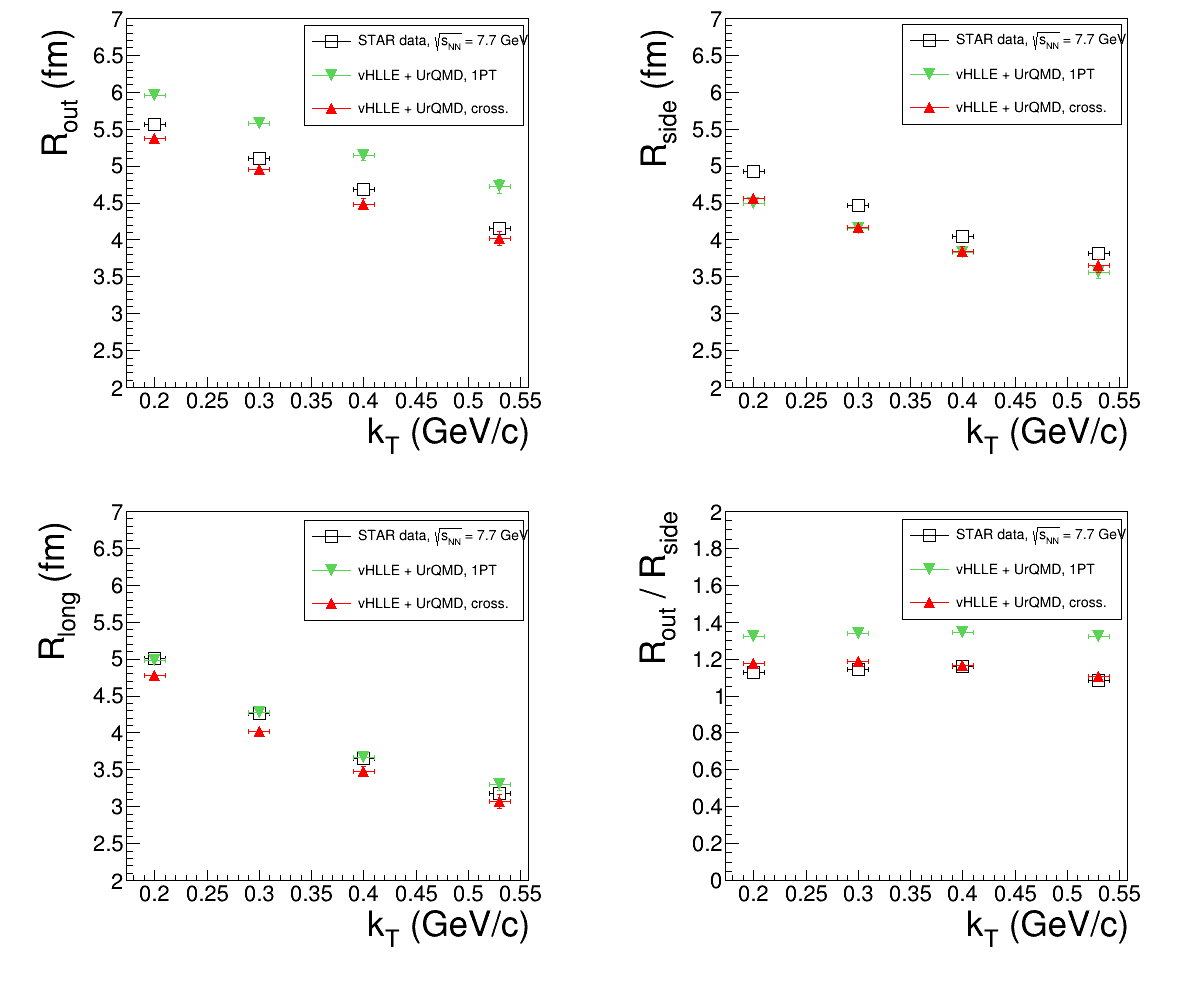 R_out (fm)
7
6.5
6
5.5
5
4.5
4
3.5
3
2.5
2
STAR data, √s_NN = 7.7 GeV
vHLLE + UrQMD, 1PT
vHLLE + UrQMD, cross.
0.2 0.25 0.3 0.35 0.4 0.45 0.5 0.55
k_T (GeV/c)
R_side (fm)
7
6.5
6
5.5
5
4.5
4
3.5
3
2.5
2
STAR data, √s_NN = 7.7 GeV
vHLLE + UrQMD, 1PT
vHLLE + UrQMD, cross.
0.2 0.25 0.3 0.35 0.4 0.45 0.5 0.55
k_T (GeV/c)
R_long (fm)
7
6.5
6
5.5
5
4.5
4
3.5
3
2.5
2
STAR data, √s_NN = 7.7 GeV
vHLLE + UrQMD, 1PT
vHLLE + UrQMD, cross.
0.2 0.25 0.3 0.35 0.4 0.45 0.5 0.55
k_T (GeV/c)
R_out / R_side
2
1.8
1.6
1.4
1.2
1
0.8
0.6
0.4
0.2
0
STAR data, √s_NN = 7.7 GeV
vHLLE + UrQMD, 1PT
vHLLE + UrQMD, cross.
0.2 0.25 0.3 0.35 0.4 0.45 0.5 0.55
k_T (GeV/c)